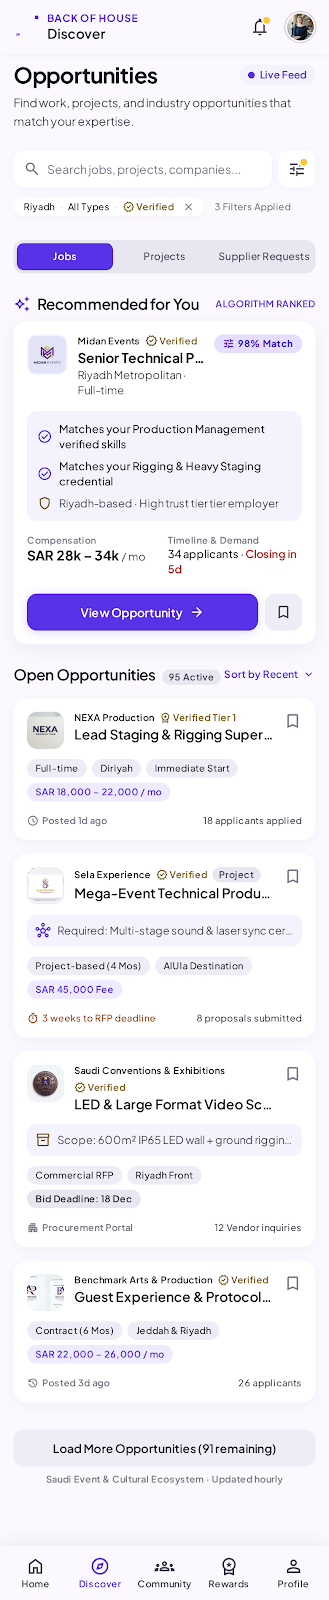 BACK OF HOUSE
Discover
Opportunities
Live Feed
Find work, projects, and industry opportunities that
match your expertise.
Search jobs, projects, companies...
Riyadh · All Types · Verified
3 Filters Applied
Jobs
Projects
Supplier Requests
Recommended for You
ALGORITHM RANKED
Midan Events Verified
98% Match
Senior Technical P...
Riyadh Metropolitan ·
Full-time
Matches your Production Management
verified skills
Matches your Rigging & Heavy Staging
credential
Riyadh-based · High trust tier tier employer
Compensation
SAR 28k – 34k / mo
Timeline & Demand
34 applicants · Closing in
5d
View Opportunity
Open Opportunities
95 Active
Sort by Recent
NEXA
NEXA Production Verified Tier 1
Lead Staging & Rigging Super...
Full-time
Diriyah
Immediate Start
SAR 18,000 – 22,000 / mo
Posted 1d ago
18 applicants applied
Sela Experience Verified Project
Mega-Event Technical Produ...
Required: Multi-stage sound & laser sync cer...
Project-based (4 Mos)
AlUla Destination
SAR 45,000 Fee
3 weeks to RFP deadline
8 proposals submitted
Saudi Conventions & Exhibitions
Verified
LED & Large Format Video Sc...
Scope: 600m² IP65 LED wall + ground riggin...
Commercial RFP
Riyadh Front
Bid Deadline: 18 Dec
Procurement Portal
12 Vendor inquiries
Benchmark Arts & Production Verified
Guest Experience & Protocol...
Contract (6 Mos)
Jeddah & Riyadh
SAR 22,000 – 26,000 / mo
Posted 3d ago
26 applicants
Load More Opportunities (91 remaining)
Saudi Event & Cultural Ecosystem · Updated hourly
Home
Discover
Community
Rewards
Profile